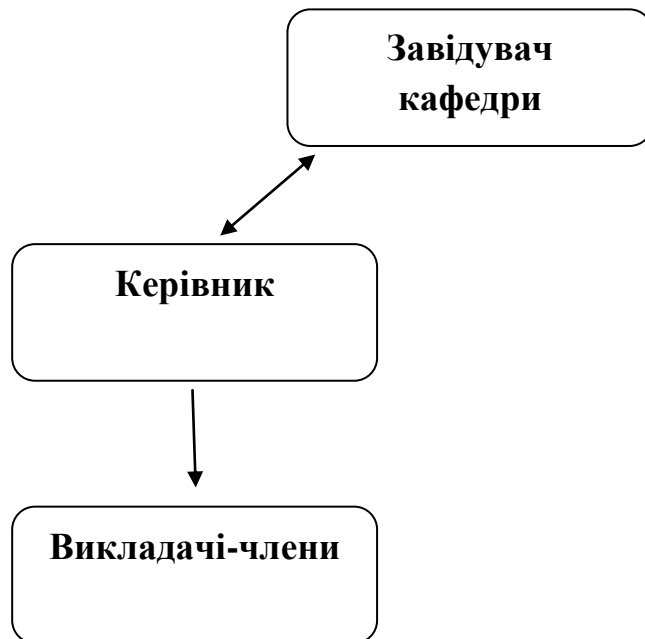 Завідувач
кафедри
Керівник
Викладачі-члени